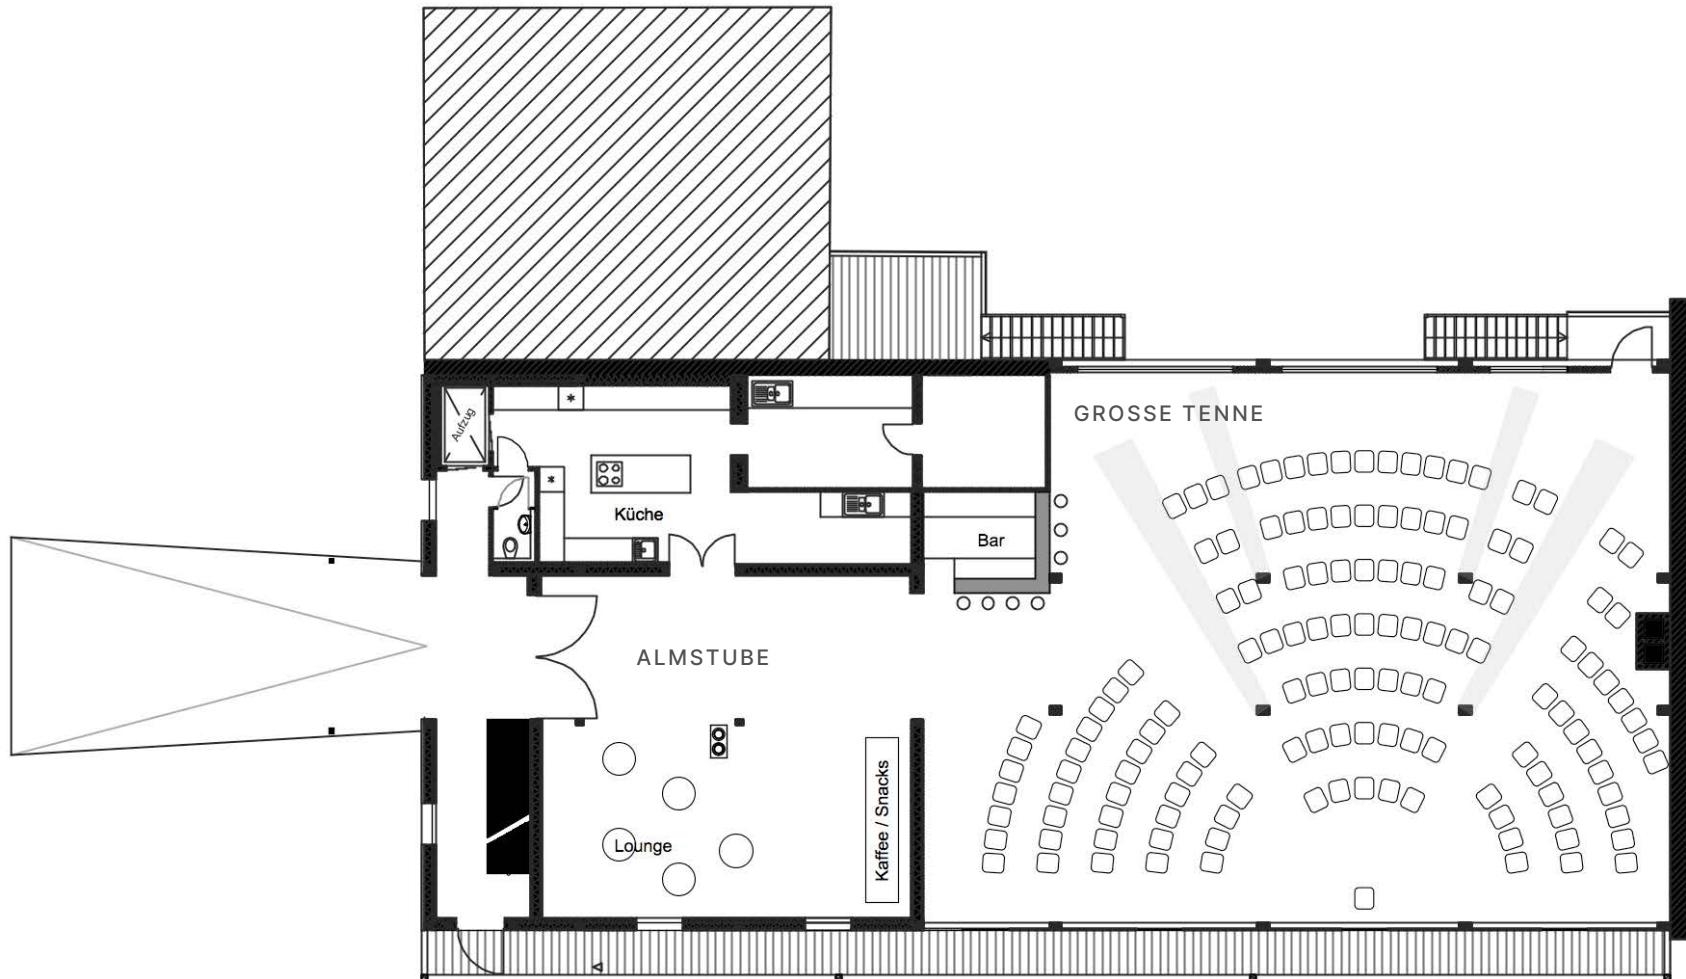 GROSSE TENNE
Aufzug
*
*
Küche
Bar
ALMSTUBE
Lounge
Kaffee / Snacks